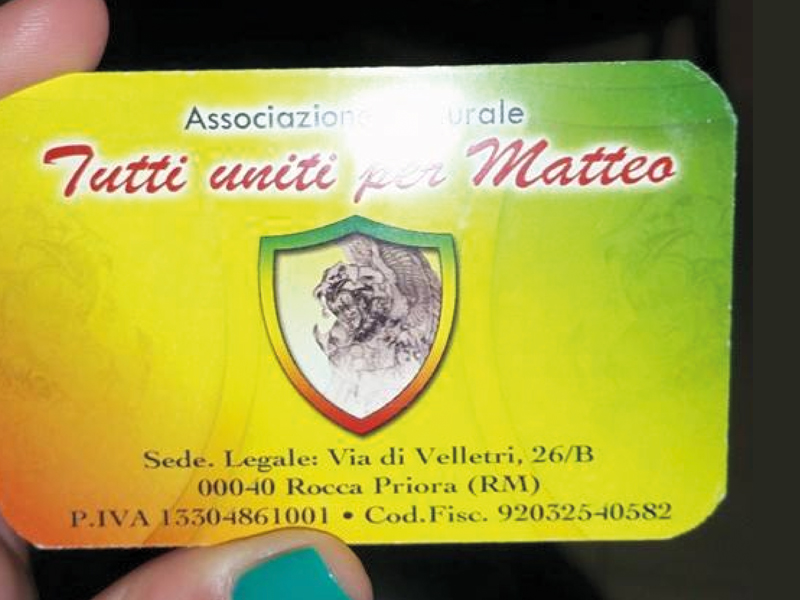 Associazione urale
Tutti uniti per Matteo
Sede. Legale: Via di Velletri, 26/B
00040 Rocca Priora (RM)
P.IVA 13304861001 • Cod.Fisc. 92032540582